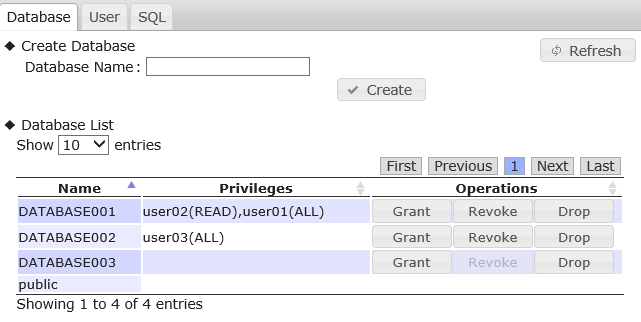 Database User SQL
◆ Create Database
Refresh
Database Name :
Create
◆ Database List
Show 10 entries
First Previous 1 Next Last
Name Privileges Operations
DATABASE001 user02(READ),user01(ALL) Grant Revoke Drop
DATABASE002 user03(ALL) Grant Revoke Drop
DATABASE003 Grant Revoke Drop
public
Showing 1 to 4 of 4 entries